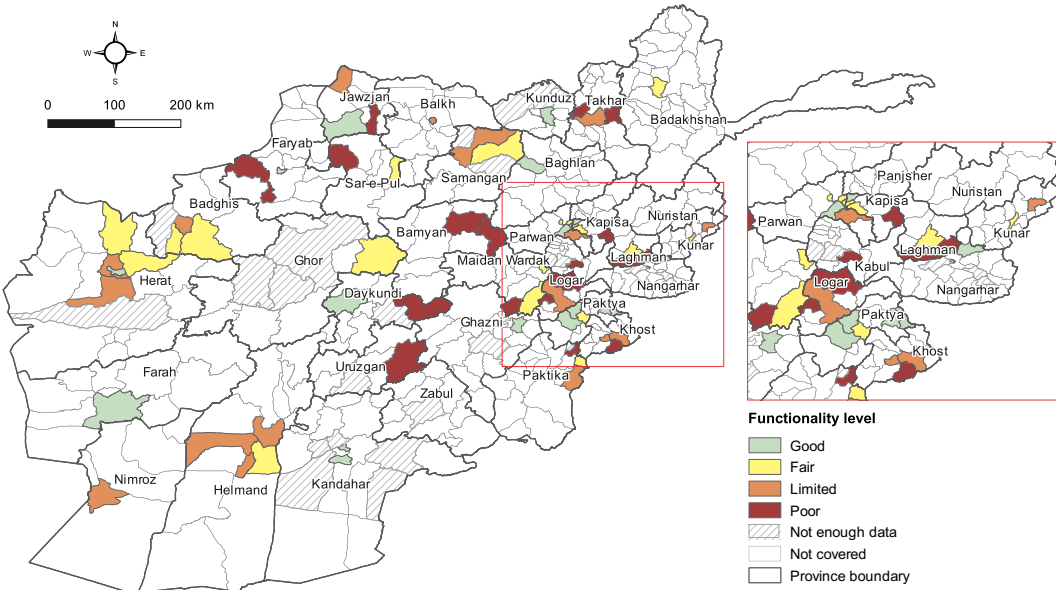 N
W E
S
0 100 200 km
Jawzjan
Balkh
Kunduz
Takhar
Badakhshan
Faryab
Sar-e-Pul
Samangan
Baghlan
Badghis
Bamyan
Parwan
Kapisa
Nuristan
Kunar
Laghman
Maidan Wardak
Nangarhar
Ghor
Herat
Logar
Daykundi
Paktya
Ghazni
Khost
Uruzgan
Paktika
Farah
Zabul
Nimroz
Helmand
Kandahar
Panjsher
Nuristan
Kapisa
Parwan
Kunar
Laghman
Kabul
Logar
Nangarhar
Paktya
Khost
Functionality level
Good
Fair
Limited
Poor
Not enough data
Not covered
Province boundary